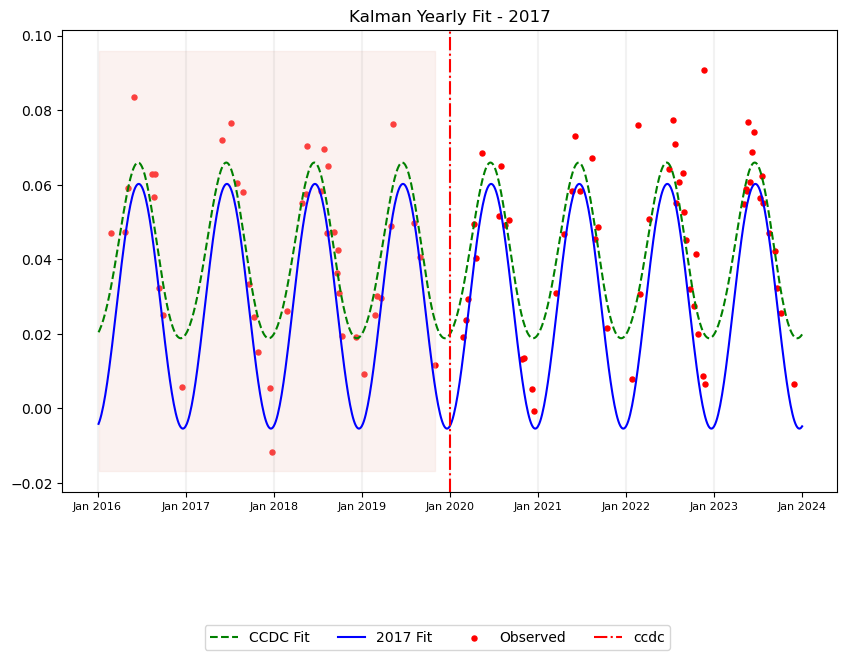 Kalman Yearly Fit - 2017
0.10
0.08
0.06
0.04
0.02
0.00
−0.02
Jan 2016 Jan 2017 Jan 2018 Jan 2019 Jan 2020 Jan 2021 Jan 2022 Jan 2023 Jan 2024
CCDC Fit 2017 Fit Observed ccdc